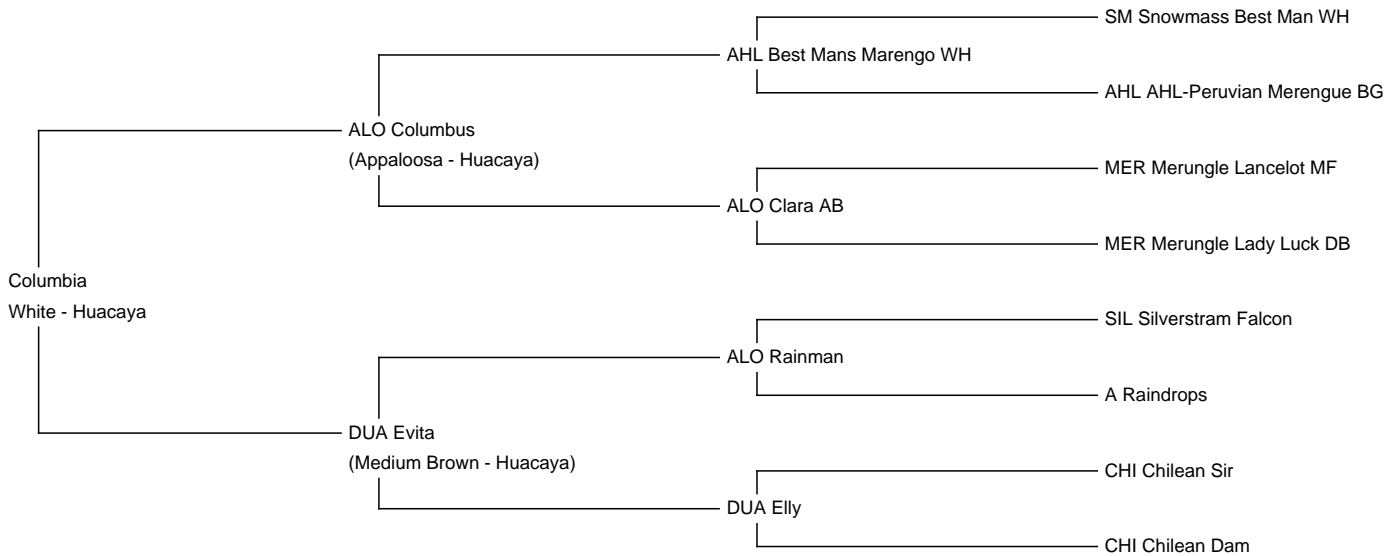 SM Snowmass Best Man WH
AHL Best Mans Marengo WH
AHL AHL-Peruvian Merengue BG
ALO Columbus
(Appaloosa - Huacaya)
MER Merungle Lancelot MF
ALO Clara AB
MER Merungle Lady Luck DB
Columbia
White - Huacaya
SIL Silverstram Falcon
ALO Rainman
A Raindrops
DUA Evita
(Medium Brown - Huacaya)
CHI Chilean Sir
DUA Elly
CHI Chilean Dam